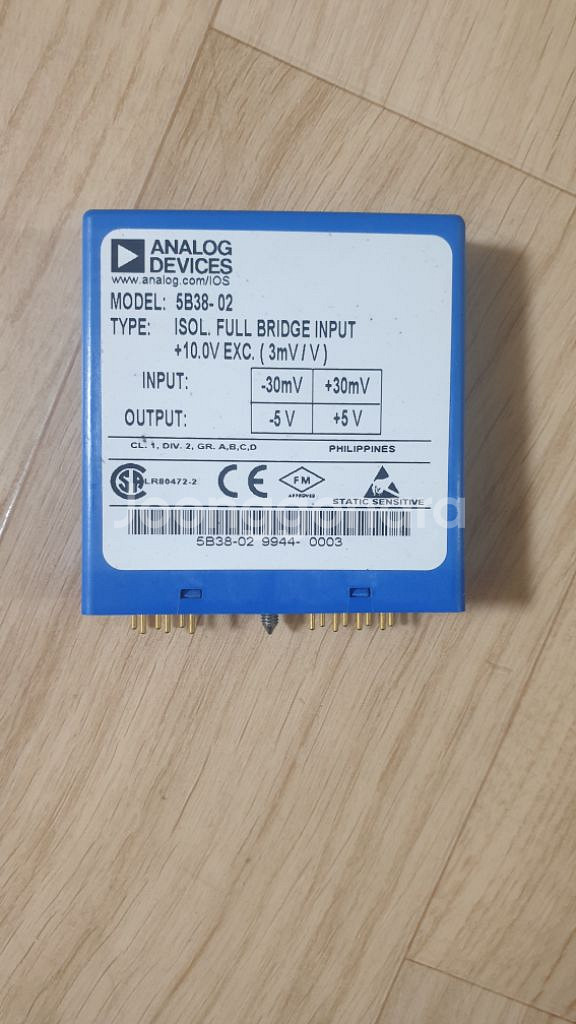 ANALOG
DEVICES
www.analog.com/IOS
MODEL: 5B38-02
TYPE: ISOL. FULL BRIDGE INPUT
+10.0V EXC. ( 3mV / V )
INPUT: -30mV +30mV
OUTPUT: -5 V +5 V
CL. 1, DIV. 2, GR. A,B,C,D PHILIPPINES
SA LR80472-2 CE FM
APPROVED
STATIC SENSITIVE
Joonggonara
5B38-02 9944- 0003